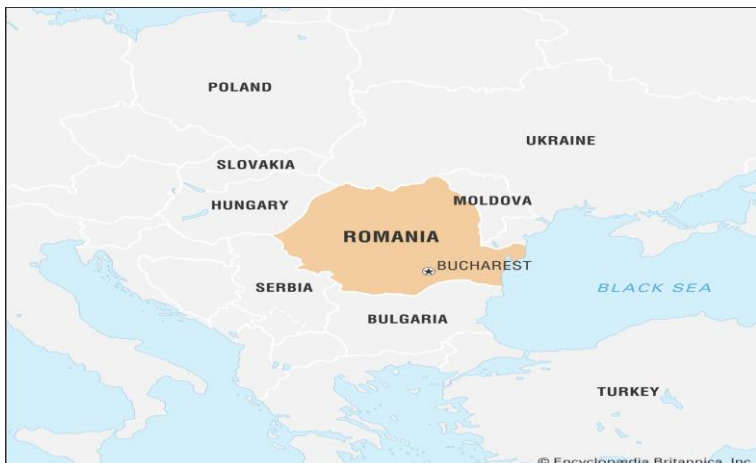 POLAND
UKRAINE
SLOVAKIA
HUNGARY
MOLDOVA
ROMANIA
BUCHAREST
SERBIA
BLACK SEA
BULGARIA
TURKEY
© Encyclopædia Britannica, Inc.